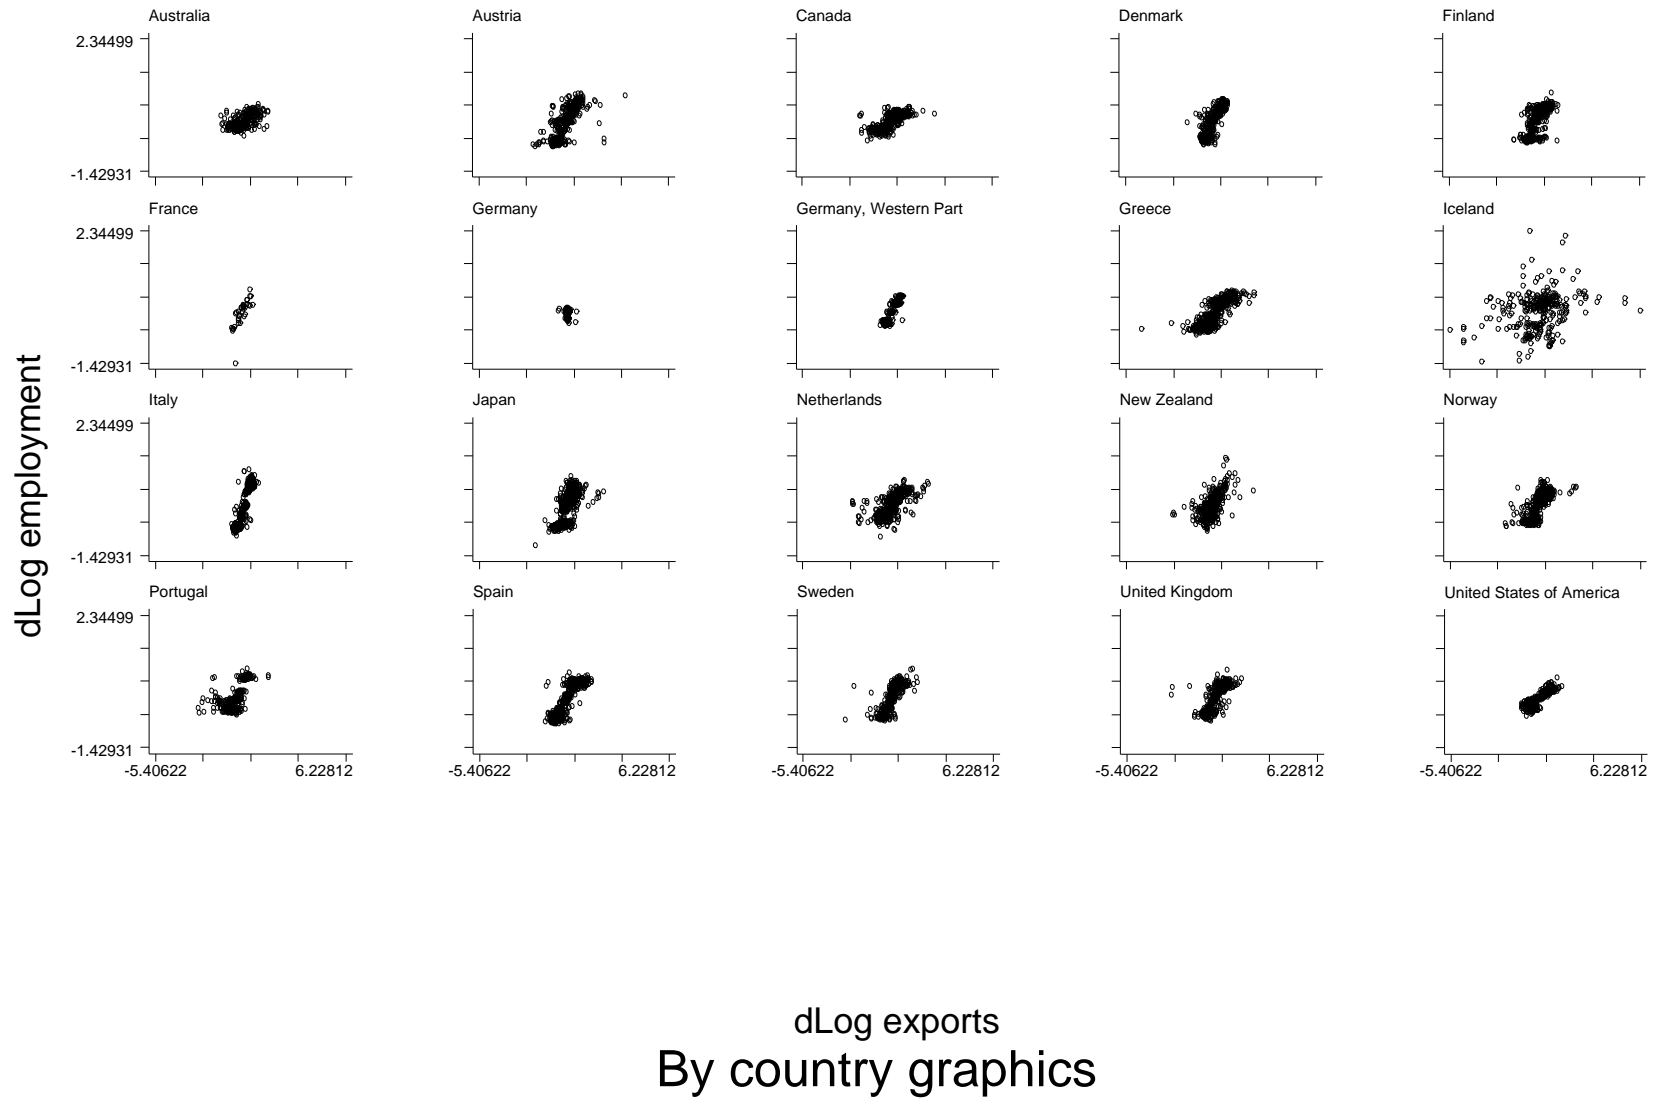 Australia Austria Canada Denmark Finland
2.34499
-1.42931
France Germany Germany, Western Part Greece Iceland
2.34499
-1.42931
Italy Japan Netherlands New Zealand Norway
2.34499
-1.42931
Portugal Spain Sweden United Kingdom United States of America
2.34499
-1.42931
-5.40622 6.22812 -5.40622 6.22812 -5.40622 6.22812 -5.40622 6.22812 -5.40622 6.22812
dLog employment
dLog exports
By country graphics